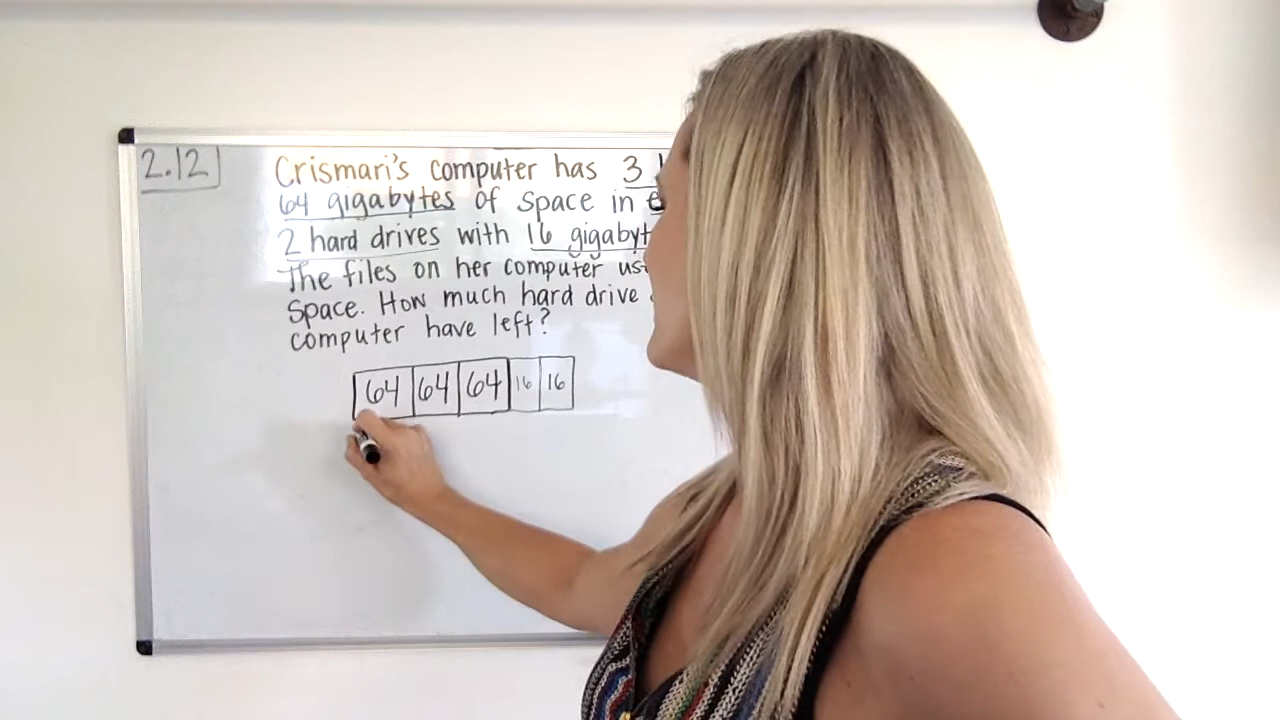 2.12
Crismari's computer has 3
64 gigabytes of space in
2 hard drives with 16
The files on her computer
space. How much hard drive
computer have left?
64 64 64 16 16